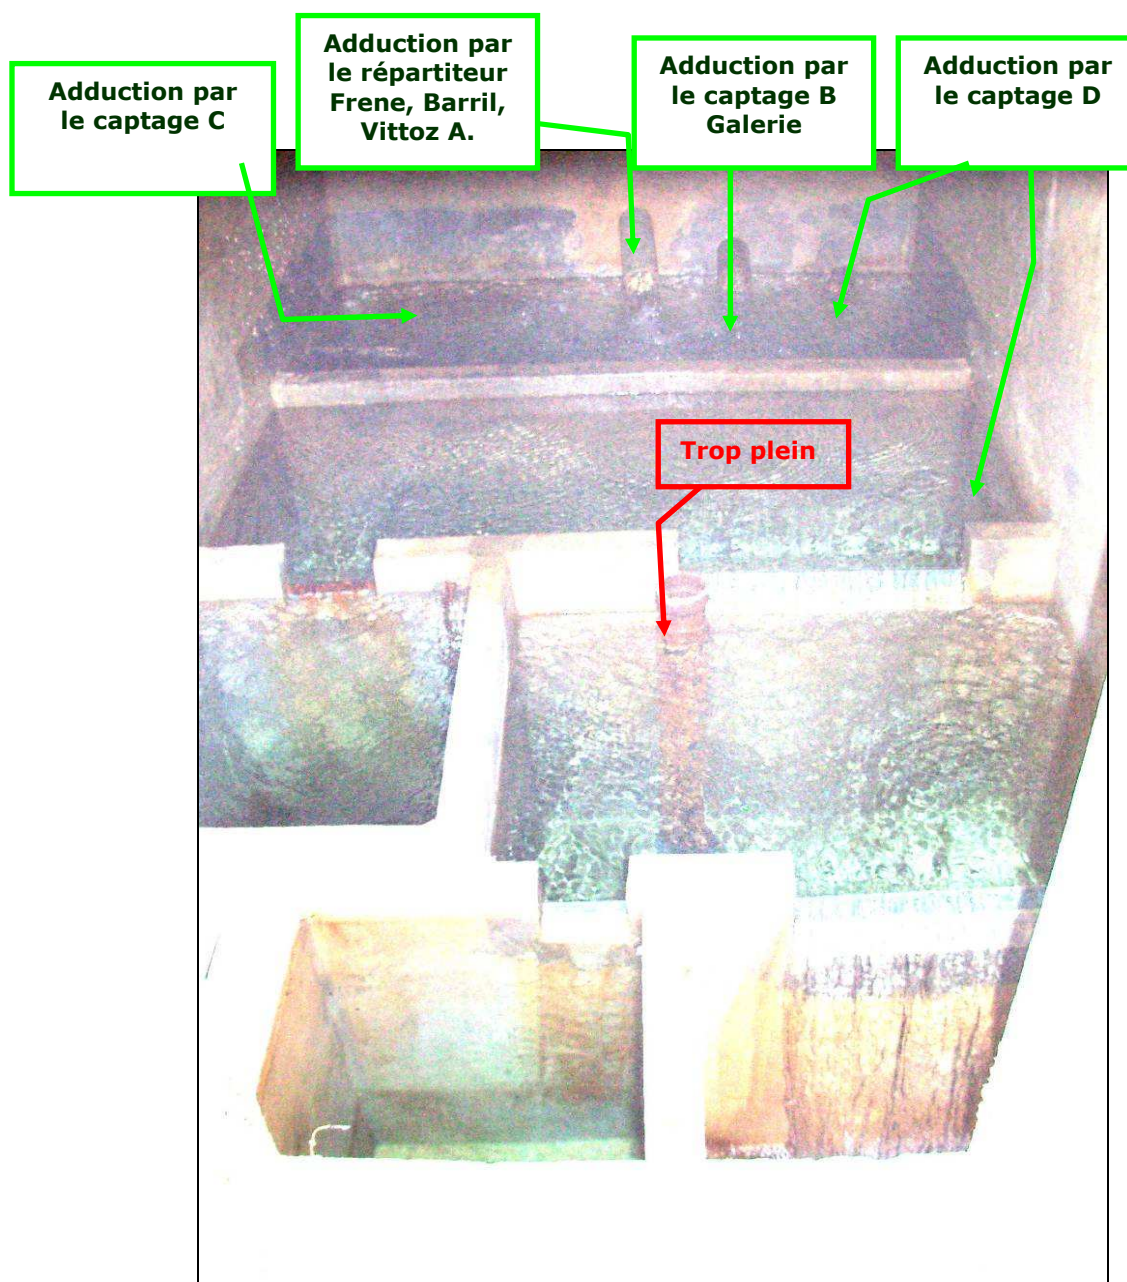 Adduction par
le captage C
Adduction par
le répartiteur
Frene, Barril,
Vittoz A.
Adduction par
le captage B
Galerie
Adduction par
le captage D
Trop plein